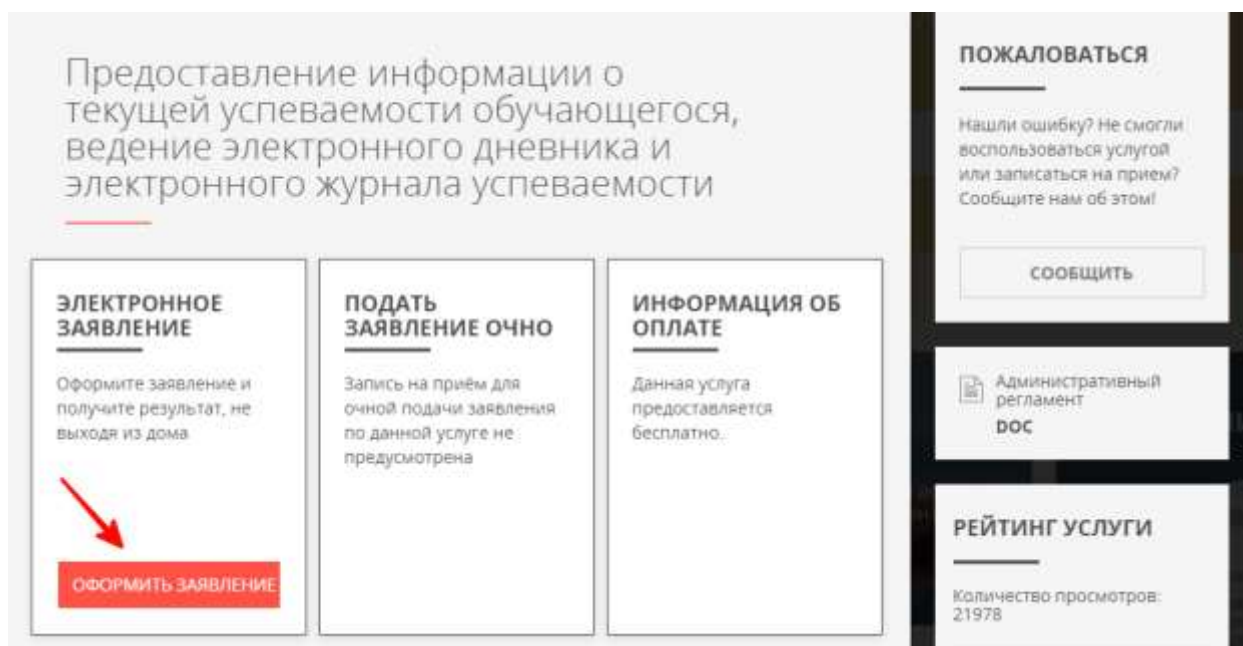 Предоставление информации о
текущей успеваемости обучающегося,
ведение электронного дневника и
электронного журнала успеваемости
ЭЛЕКТРОННОЕ
ЗАЯВЛЕНИЕ
Оформите заявление и
получите результат, не
выходя из дома
ОФОРМИТЬ ЗАЯВЛЕНИЕ
ПОДАТЬ
ЗАЯВЛЕНИЕ ОЧНО
Запись на приём для
очной подачи заявления
по данной услуге не
предусмотрена
ИНФОРМАЦИЯ ОБ
ОПЛАТЕ
Данная услуга
предоставляется
бесплатно.
ПОЖАЛОВАТЬСЯ
Нашли ошибку? Не смогли
воспользоваться услугой
или записаться на прием?
Сообщите нам об этом!
СООБЩИТЬ
Административный
регламент
DOC
РЕЙТИНГ УСЛУГИ
Количество просмотров:
21978